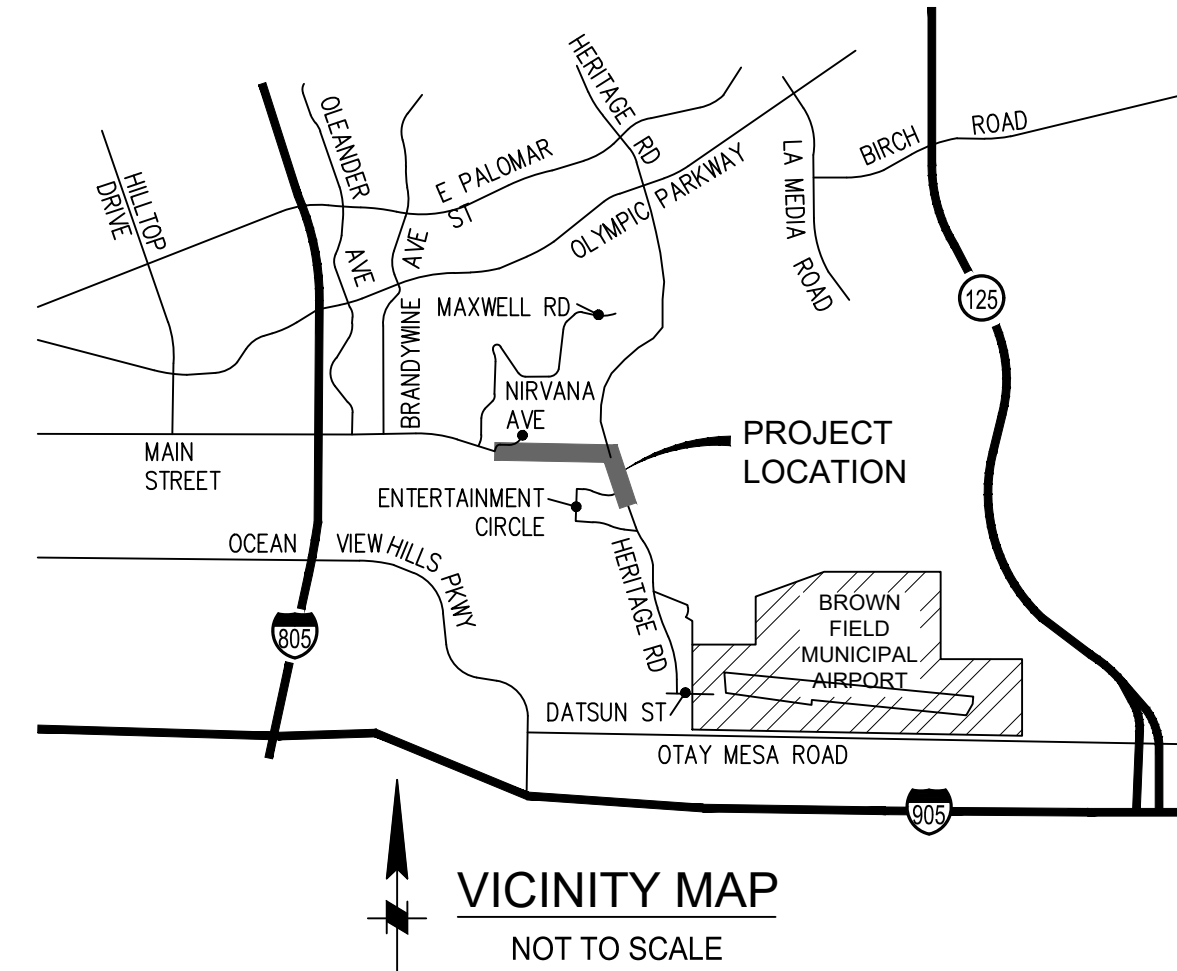 HERITAGE RD
OLEANDER AVE
HILLTOP
DRIVE
BRANDYWINE AVE
E PALOMAR
ST
OLYMPIC PARKWAY
LA MEDIA ROAD
BIRCH ROAD
125
MAXWELL RD
NIRVANA
AVE
MAIN
STREET
PROJECT
LOCATION
ENTERTAINMENT
CIRCLE
OCEAN VIEW HILLS PKWY
HERITAGE RD
805
BROWN
FIELD
MUNICIPAL
AIRPORT
DATSUN ST
OTAY MESA ROAD
905
VICINITY MAP
NOT TO SCALE